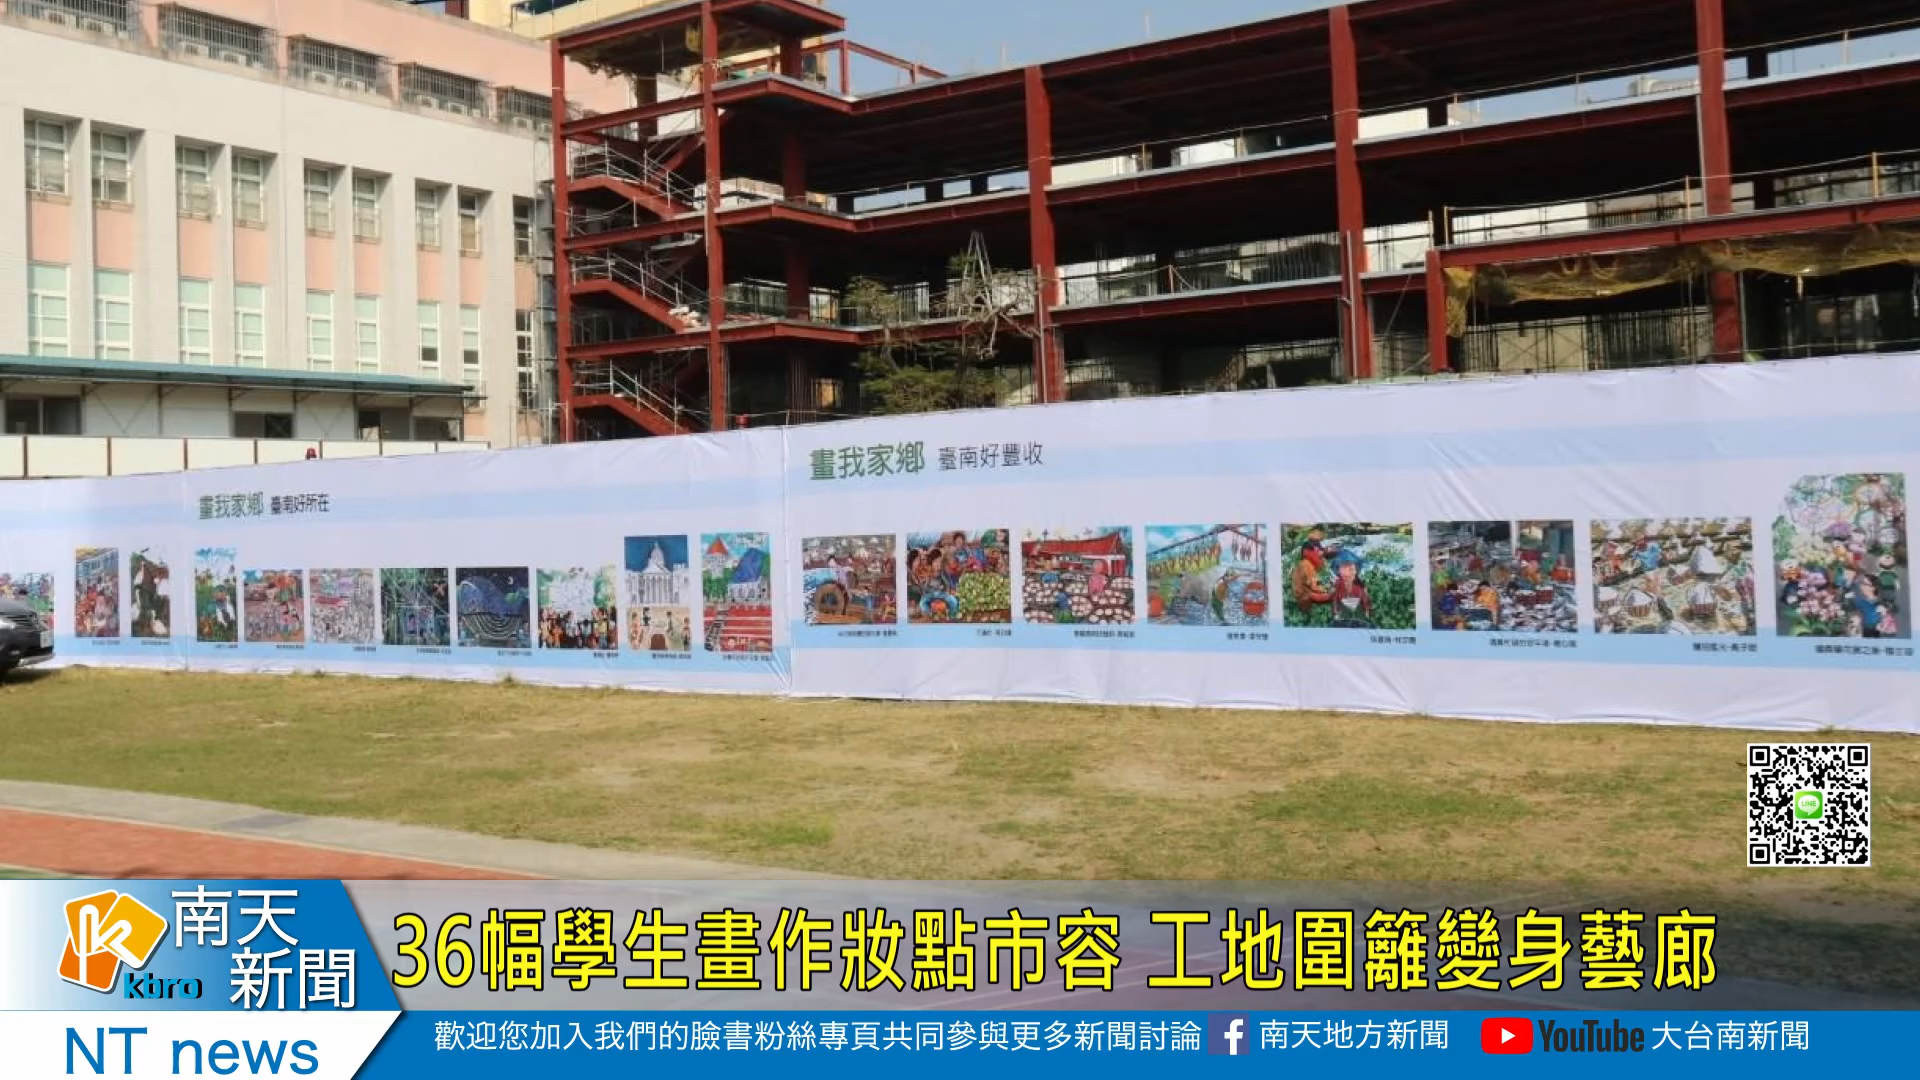 畫我家鄉 臺南好所在
畫我家鄉 臺南好豐收
LINE
南天
新聞
kbro
36幅學生畫作妝點市容 工地圍籬變身藝廊
NT news
歡迎您加入我們的臉書粉絲專頁共同參與更多新聞討論 南天地方新聞 YouTube 大台南新聞